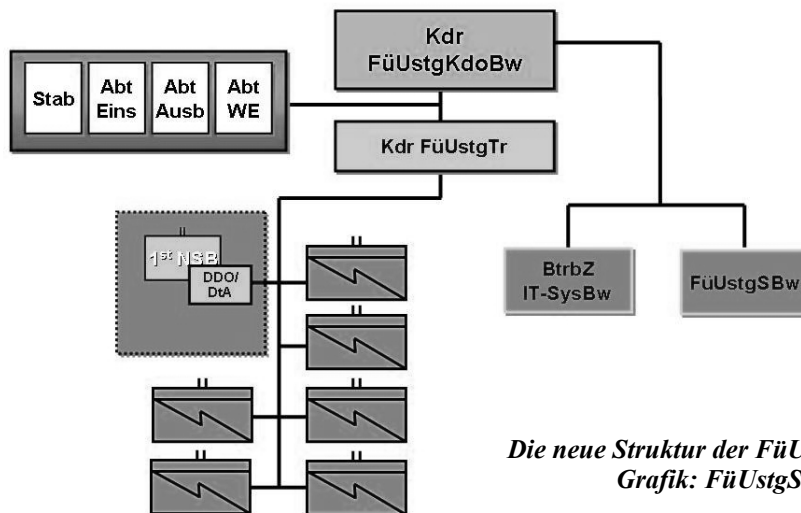 Kdr
FüUstgKdoBw
Stab
Abt
Eins
Abt
Ausb
Abt
WE
Kdr FüUstgTr
1st NSB
DDO/
DtA
BtrbZ
IT-SysBw
FüUstgSBw
Die neue Struktur der FüU
Grafik: FüUstgS